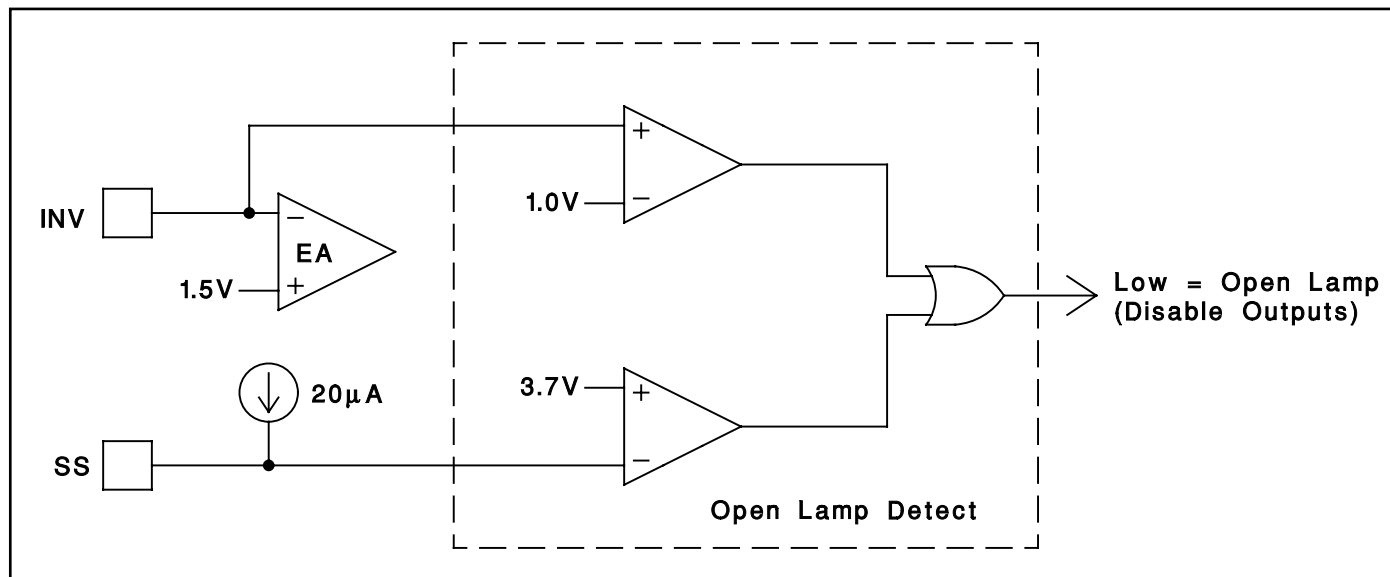 INV
+
−
1.0V
−
EA
1.5V
+
Low = Open Lamp
(Disable Outputs)
20μA
3.7V
+
SS
−
Open Lamp Detect